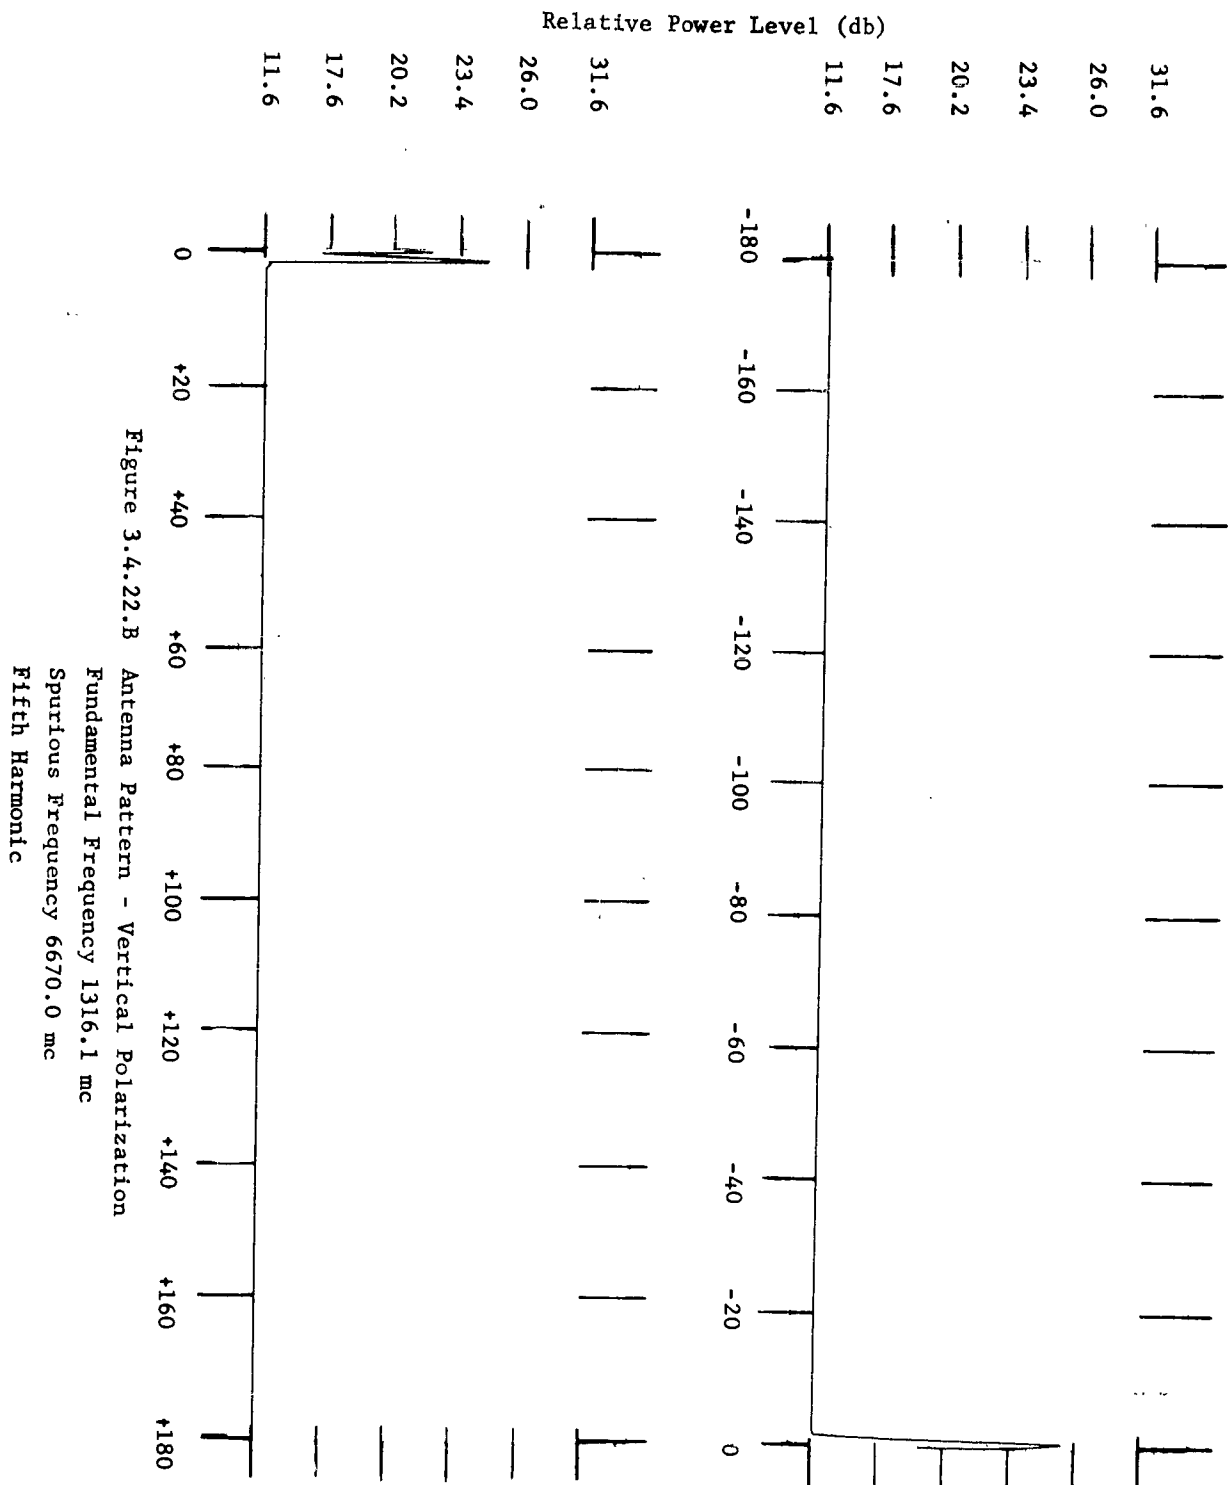 Relative Power Level (db)
31.6
26.0
23.4
20.2
17.6
11.6
-180 -160 -140 -120 -100 -80 -60 -40 -20 0
31.6
26.0
23.4
20.2
17.6
11.6
0 +20 +40 +60 +80 +100 +120 +140 +160 +180
Figure 3.4.22.B Antenna Pattern - Vertical Polarization
Fundamental Frequency 1316.1 mc
Spurious Frequency 6670.0 mc
Fifth Harmonic